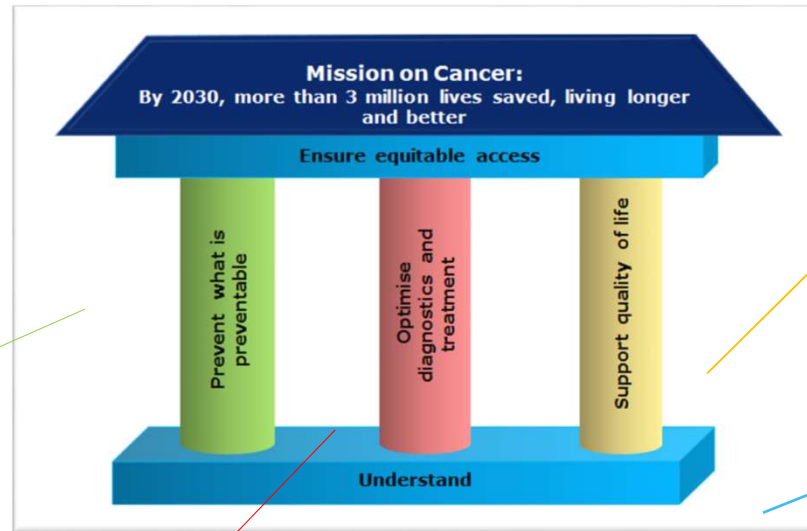 Mission on Cancer:
By 2030, more than 3 million lives saved, living longer
and better
Ensure equitable access
Prevent what is
preventable
Optimise
diagnostics and
treatment
Support quality of life
Understand